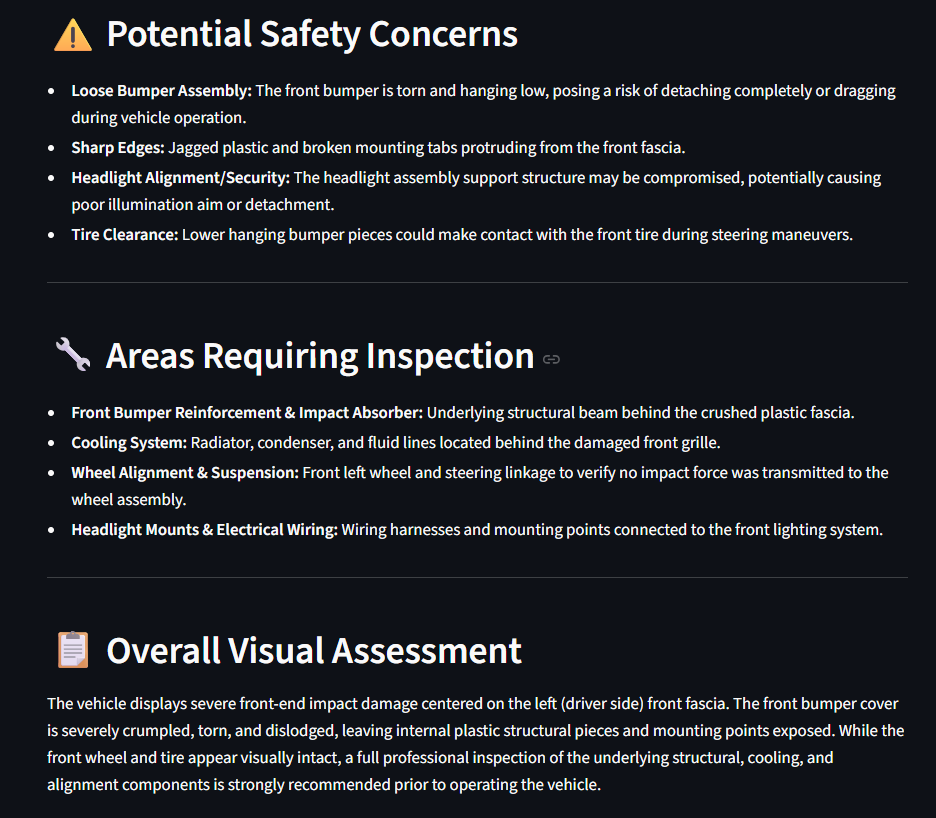 Potential Safety Concerns
• Loose Bumper Assembly: The front bumper is torn and hanging low, posing a risk of detaching completely or dragging
during vehicle operation.
• Sharp Edges: Jagged plastic and broken mounting tabs protruding from the front fascia.
• Headlight Alignment/Security: The headlight assembly support structure may be compromised, potentially causing
poor illumination aim or detachment.
• Tire Clearance: Lower hanging bumper pieces could make contact with the front tire during steering maneuvers.
Areas Requiring Inspection
• Front Bumper Reinforcement & Impact Absorber: Underlying structural beam behind the crushed plastic fascia.
• Cooling System: Radiator, condenser, and fluid lines located behind the damaged front grille.
• Wheel Alignment & Suspension: Front left wheel and steering linkage to verify no impact force was transmitted to the
wheel assembly.
• Headlight Mounts & Electrical Wiring: Wiring harnesses and mounting points connected to the front lighting system.
Overall Visual Assessment
The vehicle displays severe front-end impact damage centered on the left (driver side) front fascia. The front bumper cover
is severely crumpled, torn, and dislodged, leaving internal plastic structural pieces and mounting points exposed. While the
front wheel and tire appear visually intact, a full professional inspection of the underlying structural, cooling, and
alignment components is strongly recommended prior to operating the vehicle.